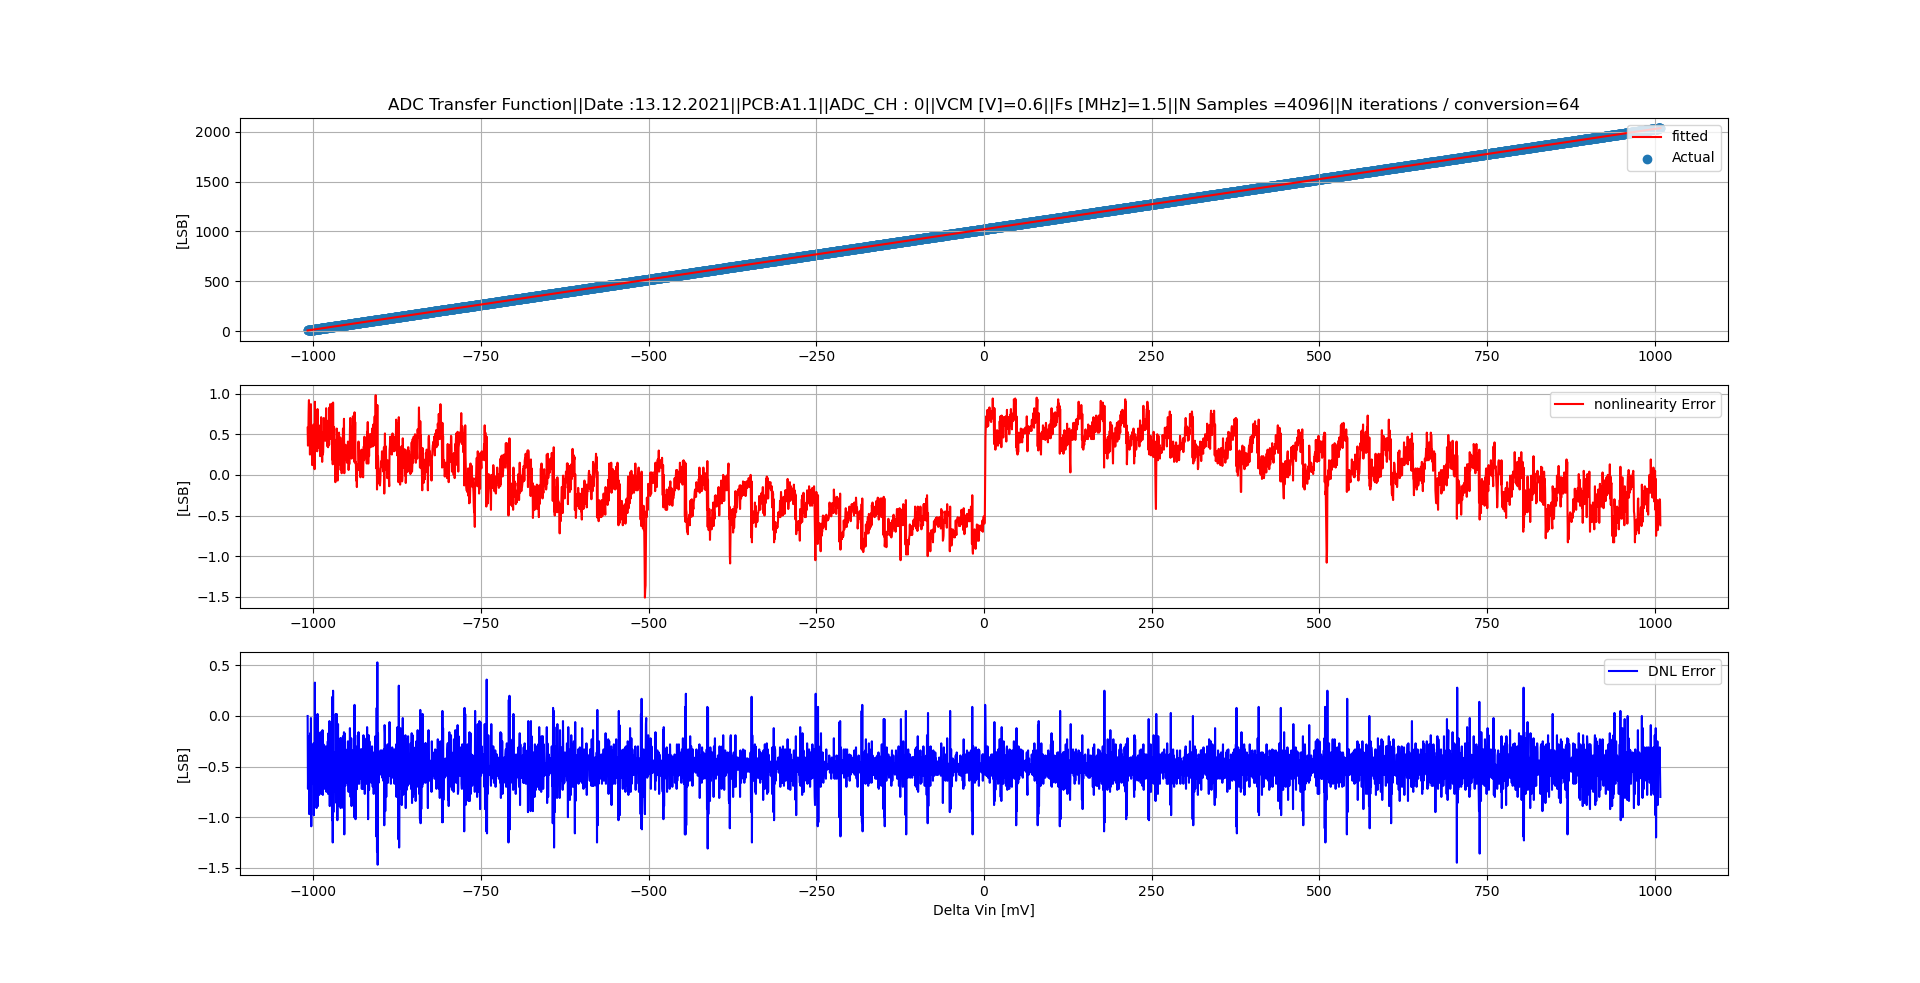 ADC Transfer Function||Date :13.12.2021||PCB:A1.1||ADC_CH : 0||VCM [V]=0.6||Fs [MHz]=1.5||N Samples =4096||N iterations / conversion=64
2000
1500
1000
500
0
[LSB]
fitted
Actual
−1000 −750 −500 −250 0 250 500 750 1000
1.0
0.5
0.0
−0.5
−1.0
−1.5
[LSB]
nonlinearity Error
−1000 −750 −500 −250 0 250 500 750 1000
0.5
0.0
−0.5
−1.0
−1.5
[LSB]
DNL Error
−1000 −750 −500 −250 0 250 500 750 1000
Delta Vin [mV]